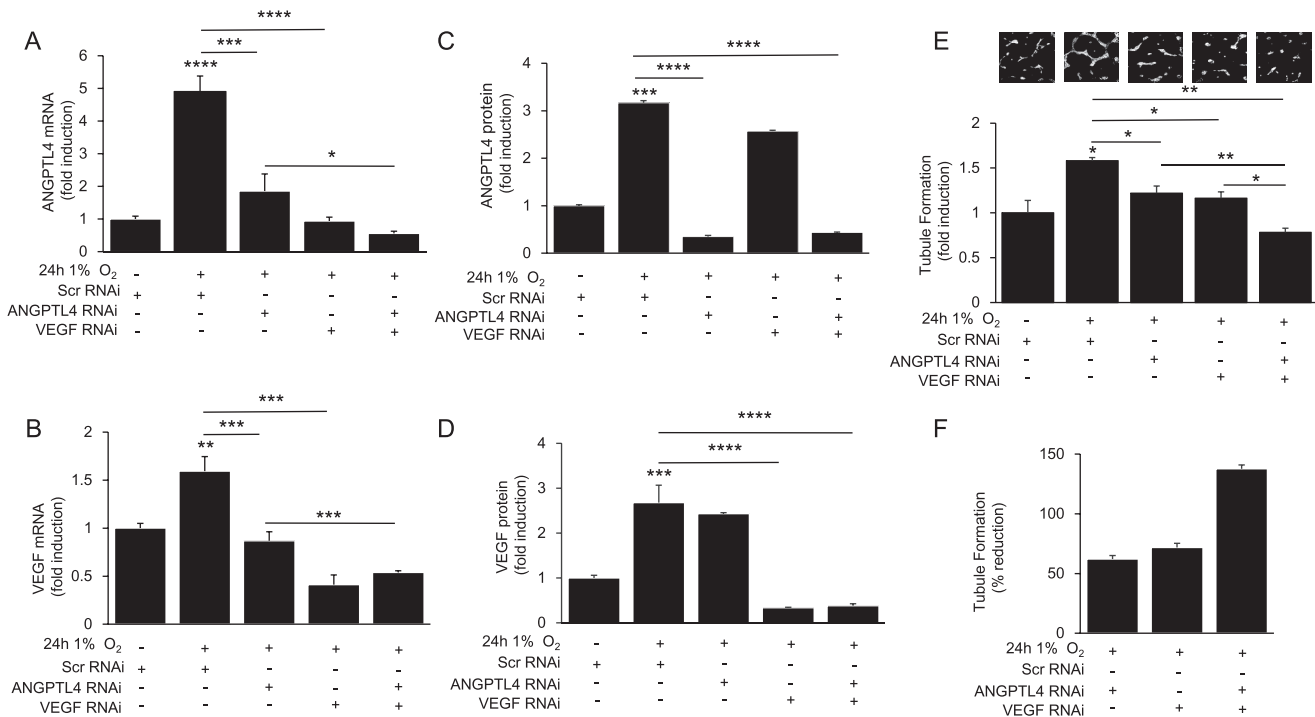 A
ANGPTL4 mRNA
(fold induction)
6
5
4
3
2
1
0
****
***
****
*
24h 1% O2 - + + + +
Scr RNAi + + - - -
ANGPTL4 RNAi - - + - +
VEGF RNAi - - - + +
C
ANGPTL4 protein
(fold induction)
4
3
2
1
0
****
****
***
24h 1% O2 - + + + +
Scr RNAi + + - - -
ANGPTL4 RNAi - - + - +
VEGF RNAi - - - + +
E
Tubule Formation
(fold induction)
2
1.5
1
0.5
0
**
*
*
*
**
*
24h 1% O2 - + + + +
Scr RNAi + + - - -
ANGPTL4 RNAi - - + - +
VEGF RNAi - - - + +
B
VEGF mRNA
(fold induction)
2
1.5
1
0.5
0
***
***
**
***
24h 1% O2 - + + + +
Scr RNAi + + - - -
ANGPTL4 RNAi - - + - +
VEGF RNAi - - - + +
D
VEGF protein
(fold induction)
4
3
2
1
0
****
****
***
24h 1% O2 - + + + +
Scr RNAi + + - - -
ANGPTL4 RNAi - - + - +
VEGF RNAi - - - + +
F
Tubule Formation
(% reduction)
150
100
50
0
24h 1% O2 + + +
Scr RNAi - - -
ANGPTL4 RNAi + - +
VEGF RNAi - + +